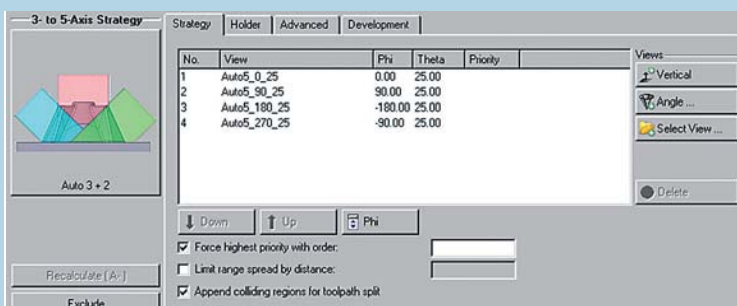 3- to 5-Axis Strategy
Auto 3 + 2
Recalculate (A-)
Exclude
Strategy Holder Advanced Development
No. View Phi Theta Priority
1 Auto5_0_25 0.00 25.00
2 Auto5_90_25 90.00 25.00
3 Auto5_180_25 -180.00 25.00
4 Auto5_270_25 -90.00 25.00
Down Up Phi
Force highest priority with order:
Limit range spread by distance:
Append colliding regions for toolpath split
Views
Vertical
Angle ...
Select View ...
Delete